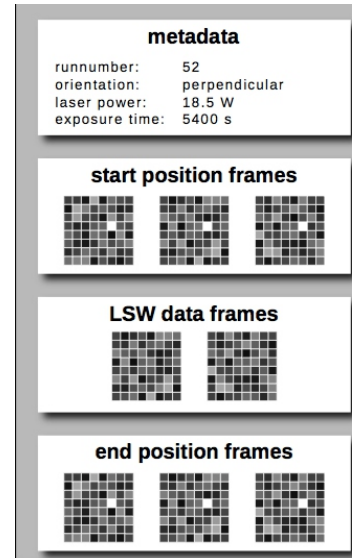 metadata
runnumber: 52
orientation: perpendicular
laser power: 18.5 W
exposure time: 5400 s
start position frames
LSW data frames
end position frames